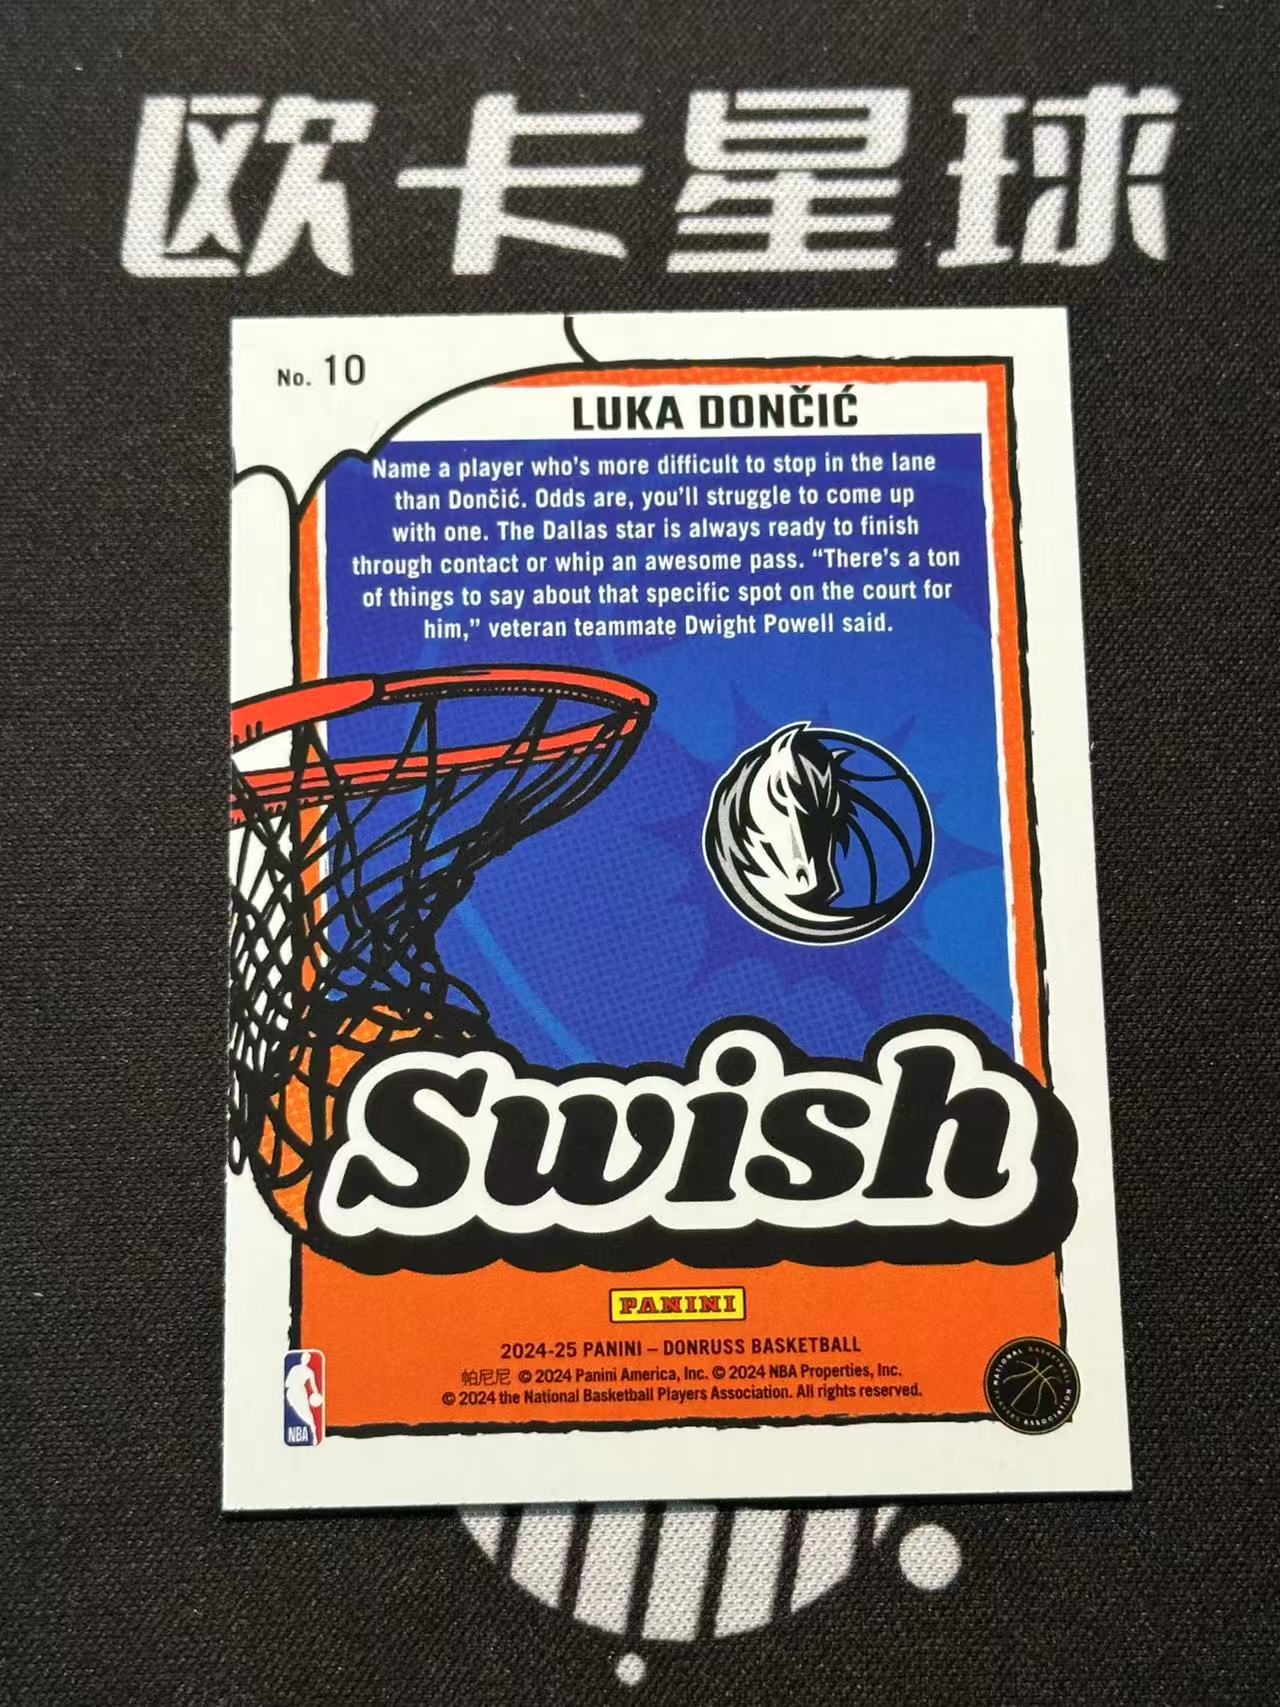 欧卡星球
No. 10
LUKA DONČIĆ
Name a player who's more difficult to stop in the lane
than Dončić. Odds are, you'll struggle to come up
with one. The Dallas star is always ready to finish
through contact or whip an awesome pass. “There's a ton
of things to say about that specific spot on the court for
him,” veteran teammate Dwight Powell said.
Swish
PANINI
2024-25 PANINI – DONRUSS BASKETBALL
帕尼尼 © 2024 Panini America, Inc. © 2024 NBA Properties, Inc.
© 2024 the National Basketball Players Association. All rights reserved.
NBA
NATIONAL BASKETBALL PLAYERS ASSOCIATION